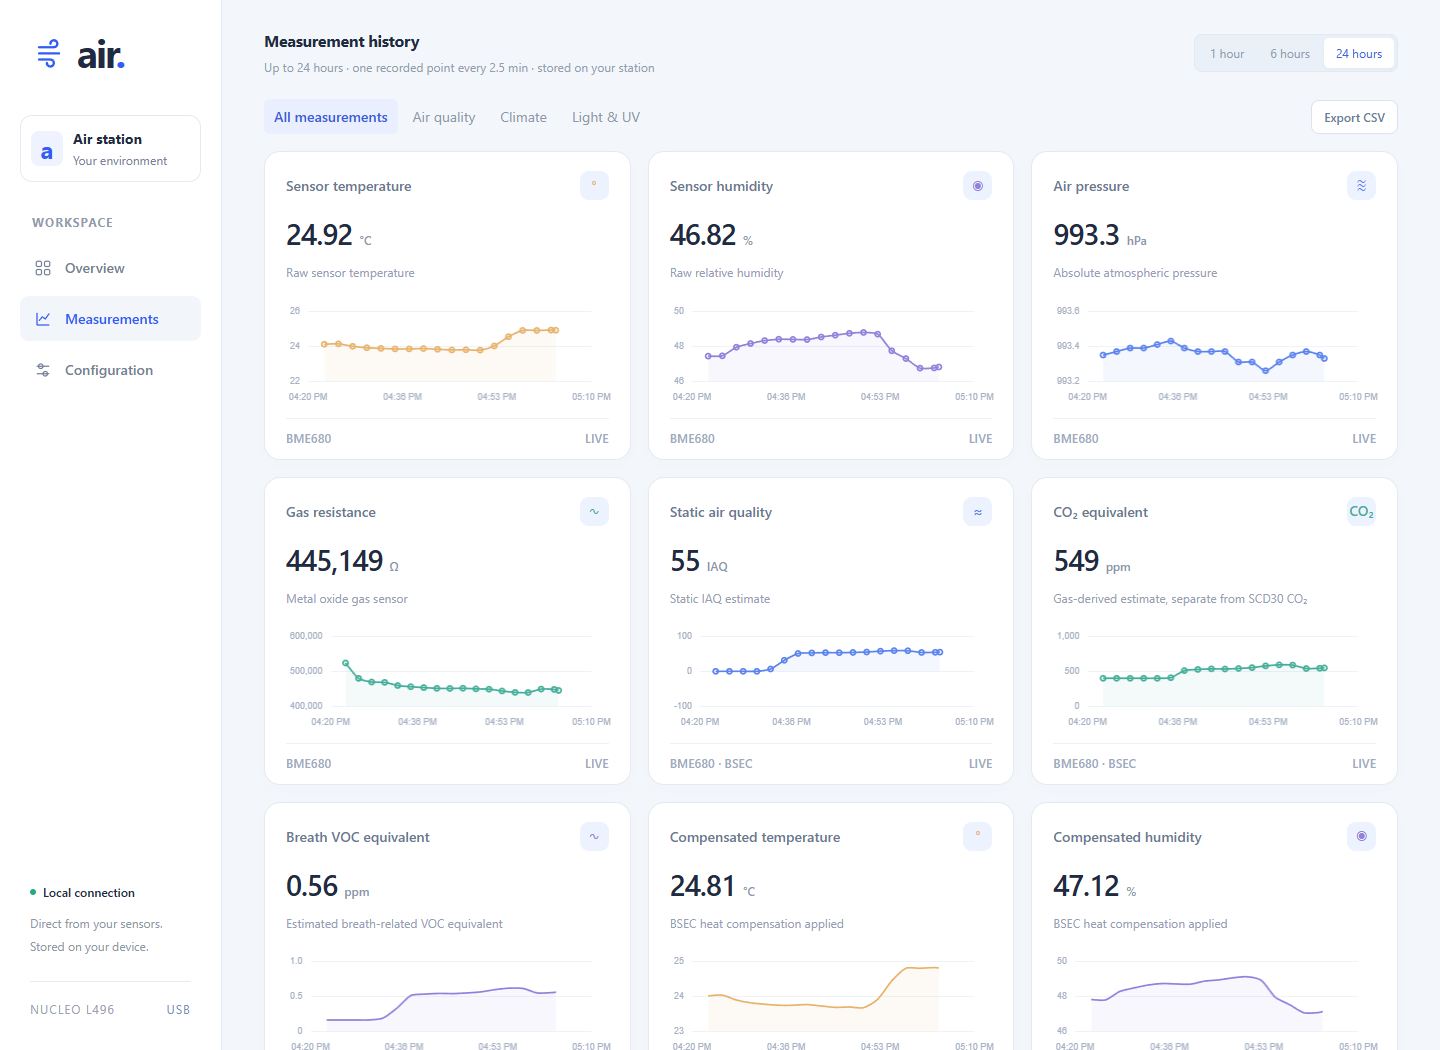 air.
Air station
Your environment
WORKSPACE
Overview
Measurements
Configuration
Local connection
Direct from your sensors.
Stored on your device.
NUCLEO L496 USB
Measurement history
Up to 24 hours · one recorded point every 2.5 min · stored on your station
1 hour 6 hours 24 hours
All measurements Air quality Climate Light & UV
Export CSV
Sensor temperature
°
24.92 °C
Raw sensor temperature
26
24
22
04:20 PM 04:36 PM 04:53 PM 05:10 PM
BME680 LIVE
Sensor humidity
◉
46.82 %
Raw relative humidity
50
48
46
04:20 PM 04:36 PM 04:53 PM 05:10 PM
BME680 LIVE
Air pressure
≋
993.3 hPa
Absolute atmospheric pressure
993.6
993.4
993.2
04:20 PM 04:36 PM 04:53 PM 05:10 PM
BME680 LIVE
Gas resistance
∿
445,149 Ω
Metal oxide gas sensor
600,000
500,000
400,000
04:20 PM 04:36 PM 04:53 PM 05:10 PM
BME680 LIVE
Static air quality
≈
55 IAQ
Static IAQ estimate
100
0
-100
04:20 PM 04:36 PM 04:53 PM 05:10 PM
BME680 · BSEC LIVE
CO₂ equivalent
CO₂
549 ppm
Gas-derived estimate, separate from SCD30 CO₂
1,000
500
0
04:20 PM 04:36 PM 04:53 PM 05:10 PM
BME680 · BSEC LIVE
Breath VOC equivalent
∿
0.56 ppm
Estimated breath-related VOC equivalent
1.0
0.5
0
04:20 PM 04:36 PM 04:53 PM 05:10 PM
Compensated temperature
°
24.81 °C
BSEC heat compensation applied
25
24
23
04:20 PM 04:36 PM 04:53 PM 05:10 PM
Compensated humidity
◉
47.12 %
BSEC heat compensation applied
50
48
46
04:20 PM 04:36 PM 04:53 PM 05:10 PM